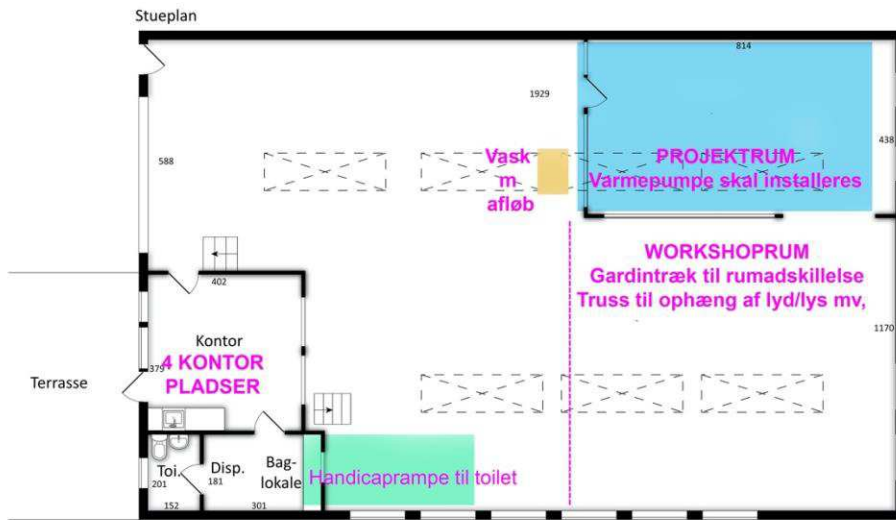 Stueplan
814
1929
438
588
Vask
m
afløb
PROJEKTRUM
Varmepumpe skal installeres
WORKSHOPRUM
Gardintræk til rumadskillelse
Truss til ophæng af lyd/lys mv,
402
1170
Kontor
379
4 KONTOR
PLADSER
Terrasse
Toi.
201
152
Disp.
181
Bag-
lokale
301
Handicaprampe til toilet